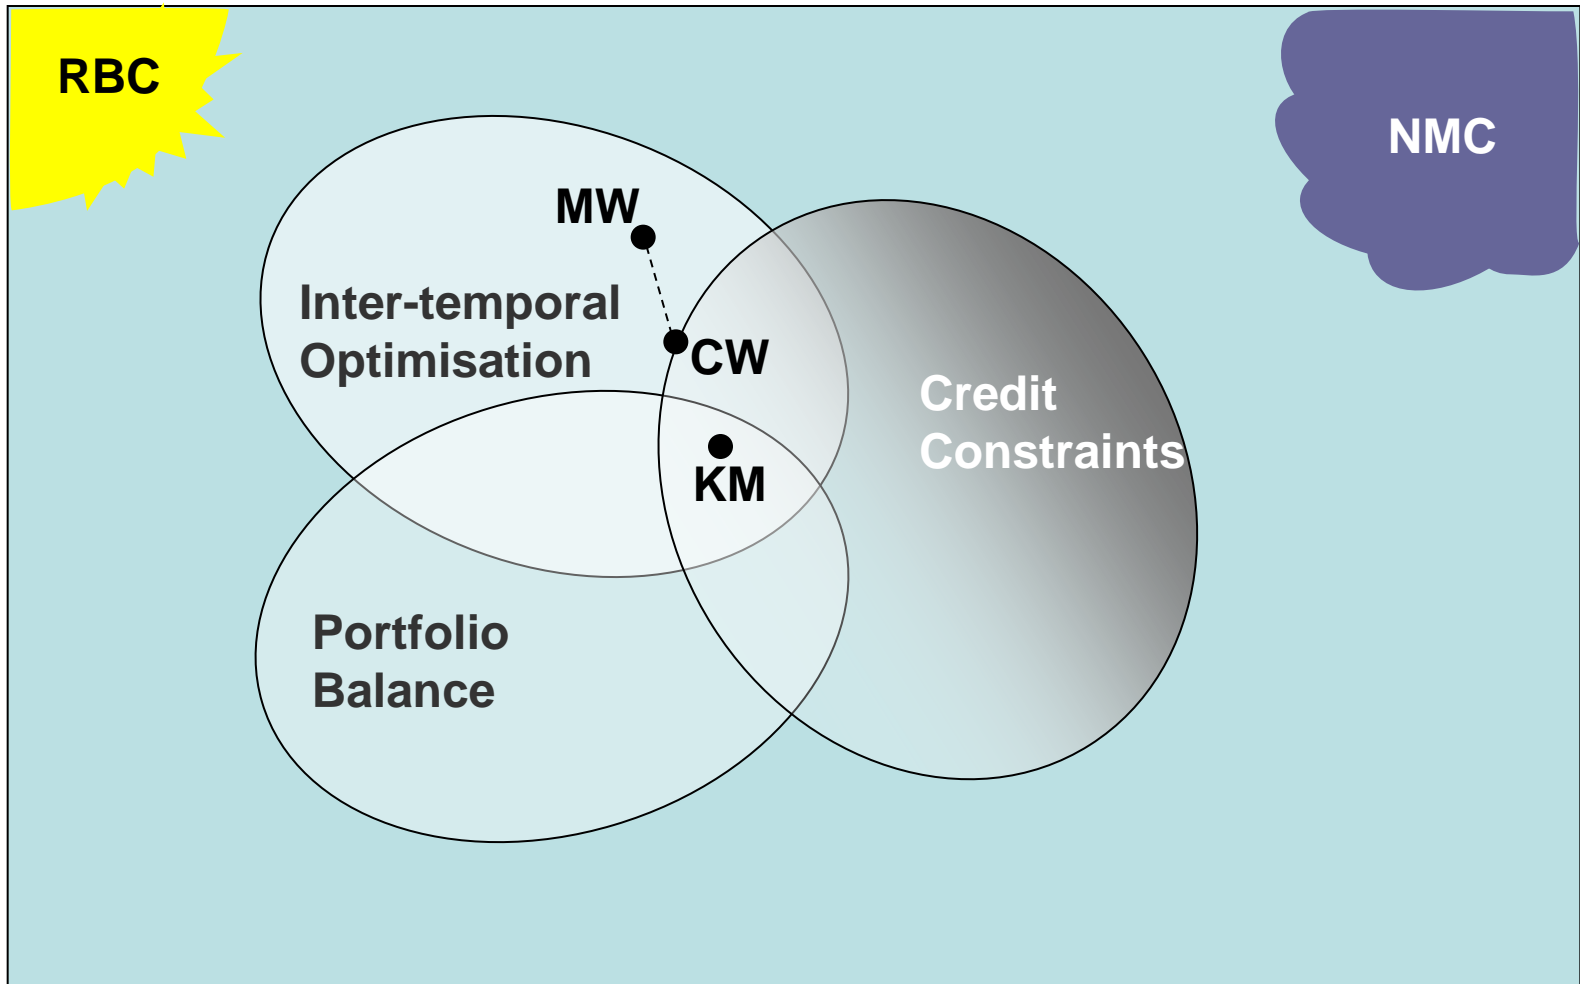 RBC
NMC
MW
Inter-temporal
Optimisation
CW
Credit
Constraints
KM
Portfolio
Balance